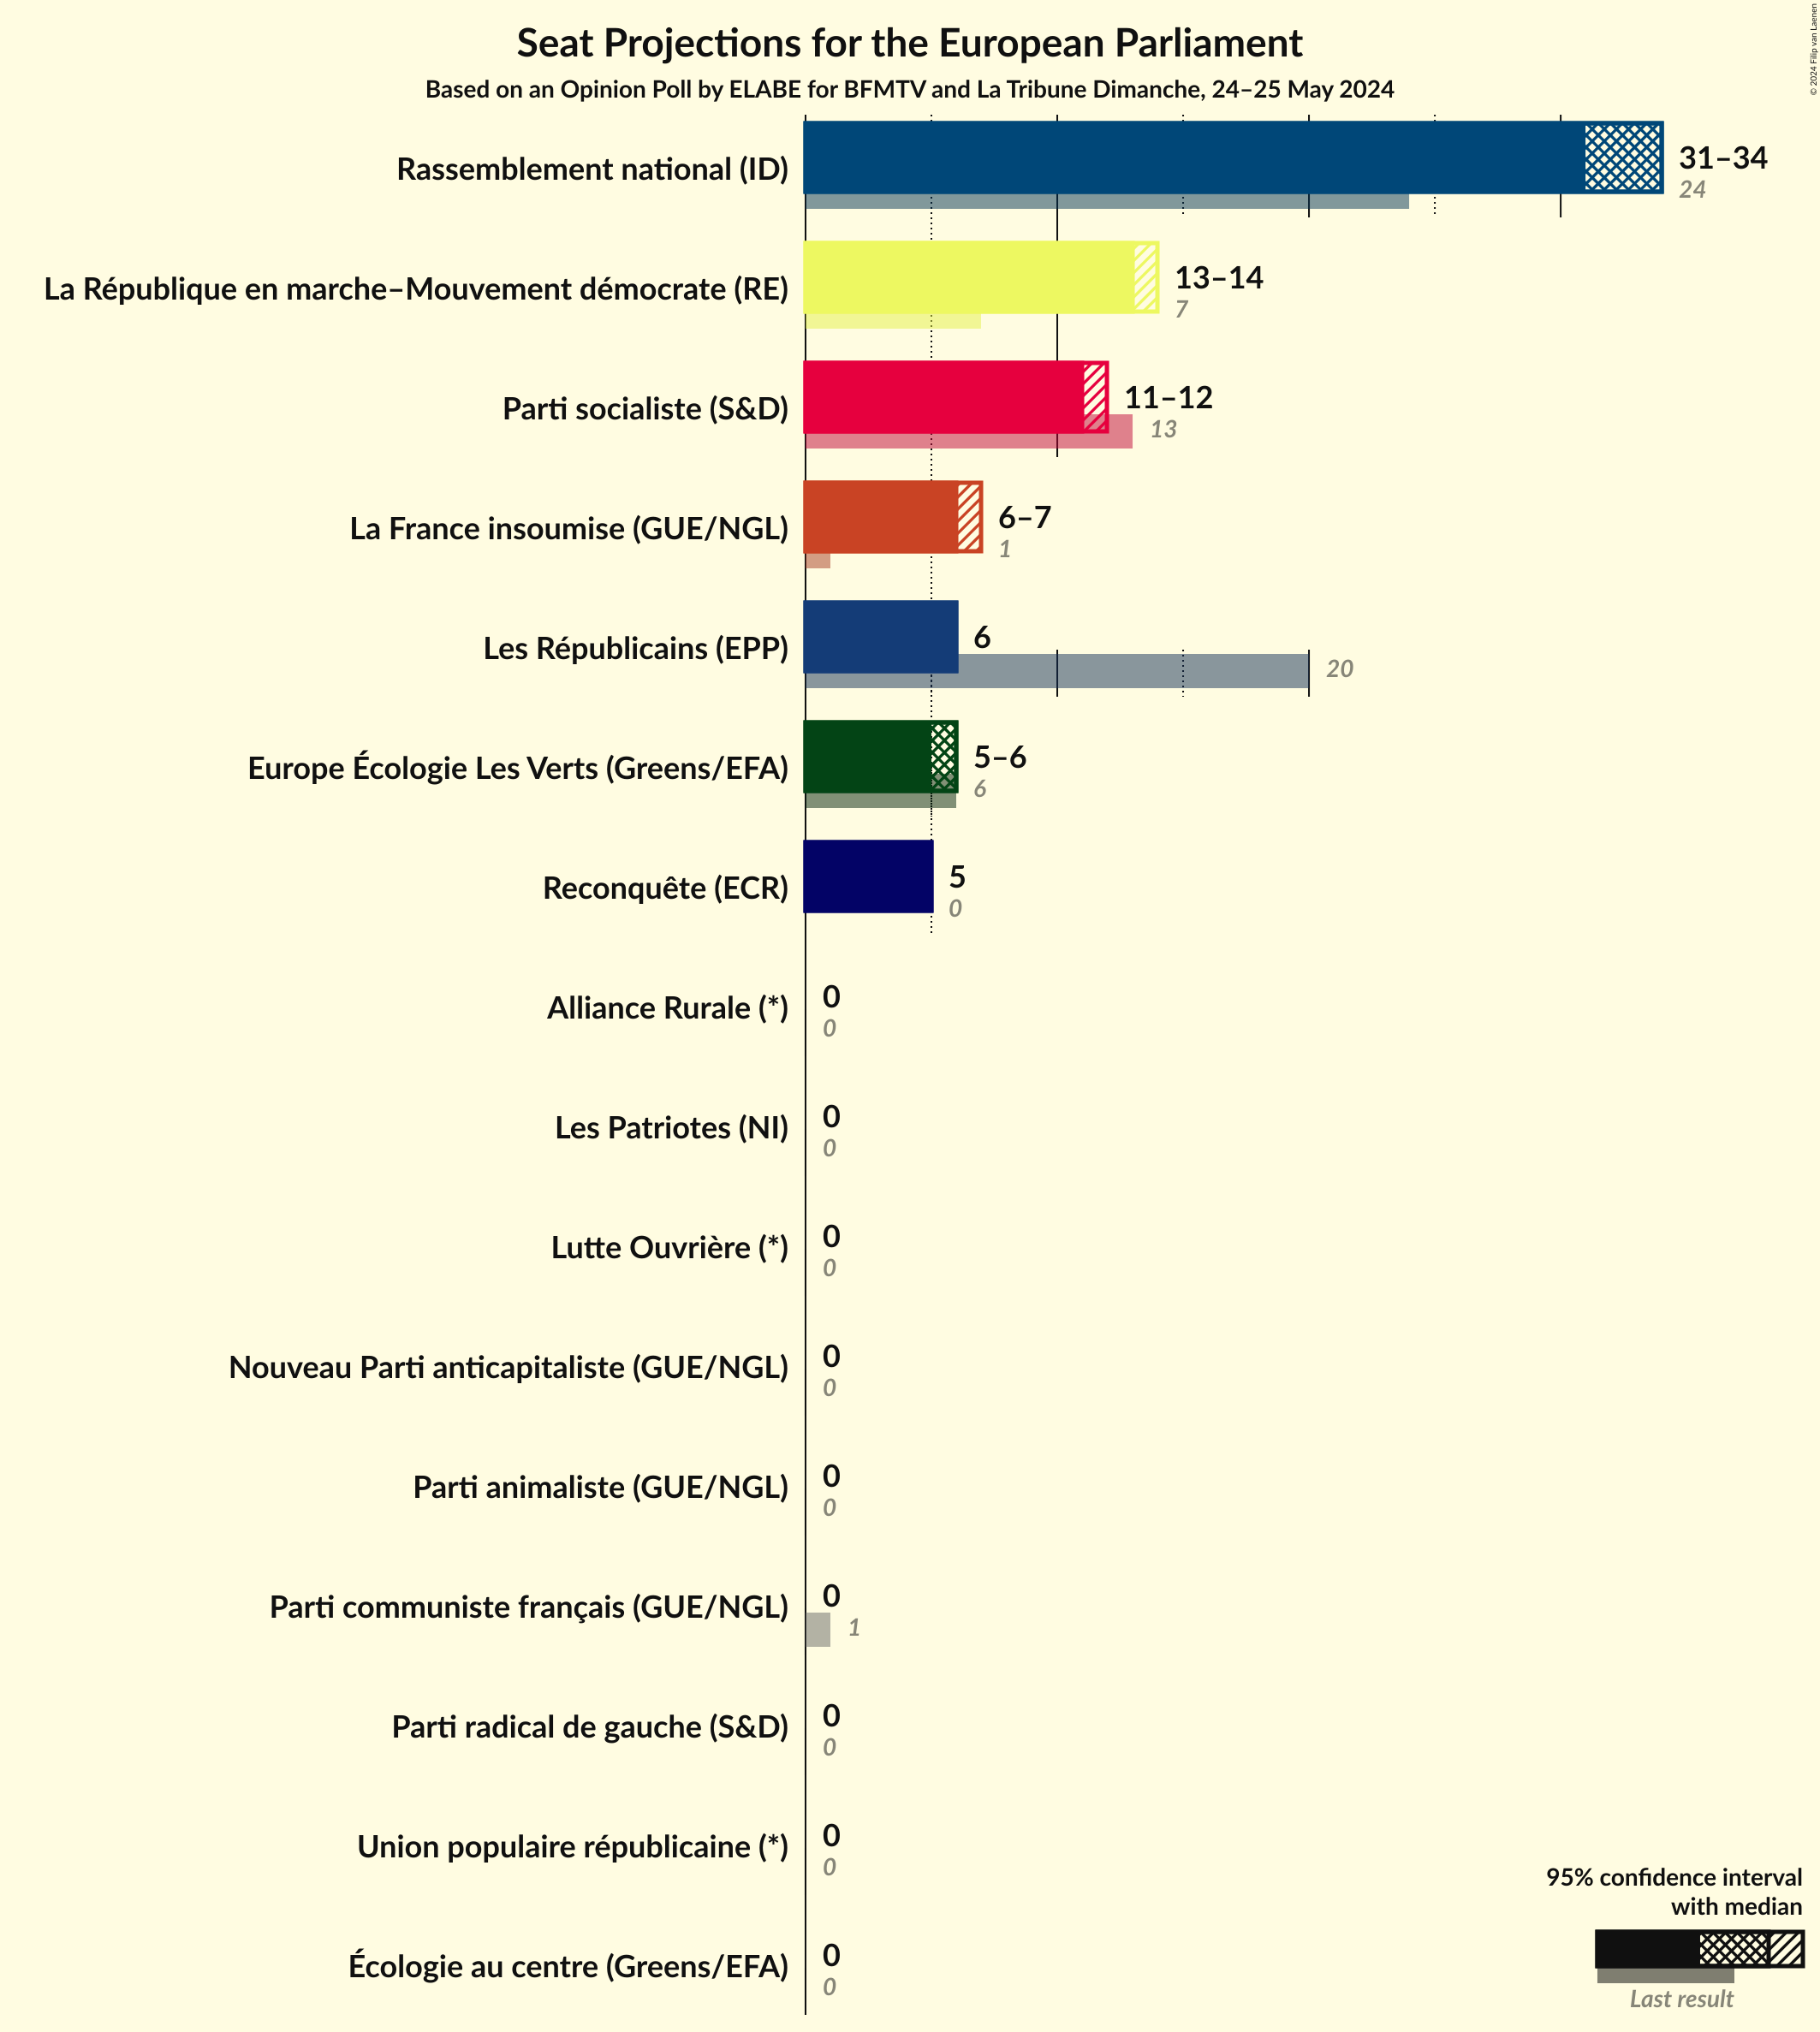 Seat Projections for the European Parliament
Based on an Opinion Poll by ELABE for BFMTV and La Tribune Dimanche, 24–25 May 2024
© 2024 Filip van Laenen
Rassemblement national (ID)
31–34
24
La République en marche–Mouvement démocrate (RE)
13–14
7
Parti socialiste (S&D)
11–12
13
La France insoumise (GUE/NGL)
6–7
1
Les Républicains (EPP)
6
20
Europe Écologie Les Verts (Greens/EFA)
5–6
6
Reconquête (ECR)
5
0
Alliance Rurale (*)
0
0
Les Patriotes (NI)
0
0
Lutte Ouvrière (*)
0
0
Nouveau Parti anticapitaliste (GUE/NGL)
0
0
Parti animaliste (GUE/NGL)
0
0
Parti communiste français (GUE/NGL)
0
1
Parti radical de gauche (S&D)
0
0
Union populaire républicaine (*)
0
0
Écologie au centre (Greens/EFA)
0
0
95% confidence interval
with median
Last result